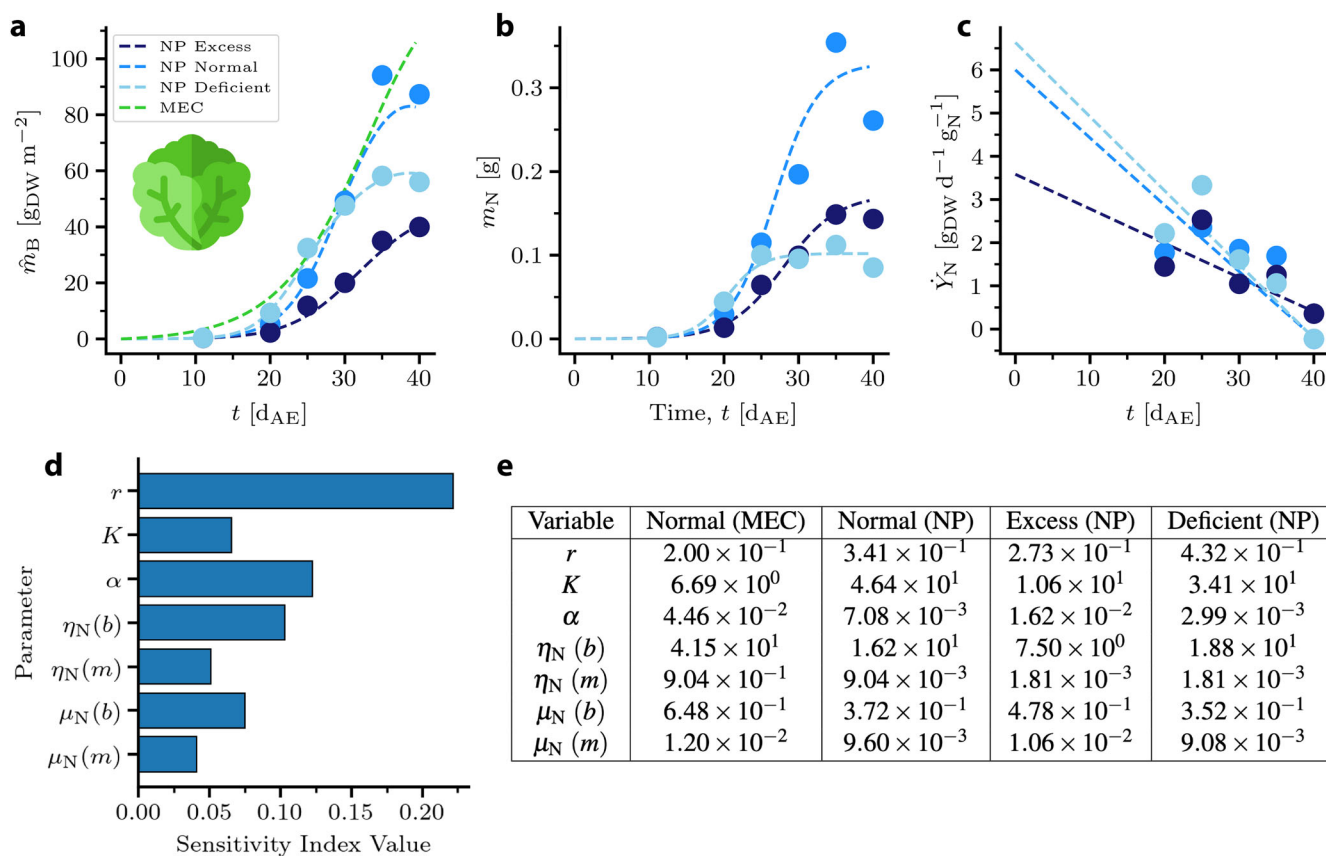 a
NP Excess
NP Normal
NP Deficient
MEC
100
80
60
40
20
0
m̂B [gDW m−2]
0 10 20 30 40
t [dAE]
b
0.3
0.2
0.1
0.0
mN [g]
0 10 20 30 40
Time, t [dAE]
c
6
5
4
3
2
1
0
ẎN [gDW d−1 gN−1]
0 10 20 30 40
t [dAE]
d
r
K
α
ηN(b)
ηN(m)
μN(b)
μN(m)
Parameter
0.00 0.05 0.10 0.15 0.20
Sensitivity Index Value
e
Variable Normal (MEC) Normal (NP) Excess (NP) Deficient (NP)
r 2.00 × 10−1 3.41 × 10−1 2.73 × 10−1 4.32 × 10−1
K 6.69 × 100 4.64 × 101 1.06 × 101 3.41 × 101
α 4.46 × 10−2 7.08 × 10−3 1.62 × 10−2 2.99 × 10−3
ηN (b) 4.15 × 101 1.62 × 101 7.50 × 100 1.88 × 101
ηN (m) 9.04 × 10−1 9.04 × 10−3 1.81 × 10−3 1.81 × 10−3
μN (b) 6.48 × 10−1 3.72 × 10−1 4.78 × 10−1 3.52 × 10−1
μN (m) 1.20 × 10−2 9.60 × 10−3 1.06 × 10−2 9.08 × 10−3